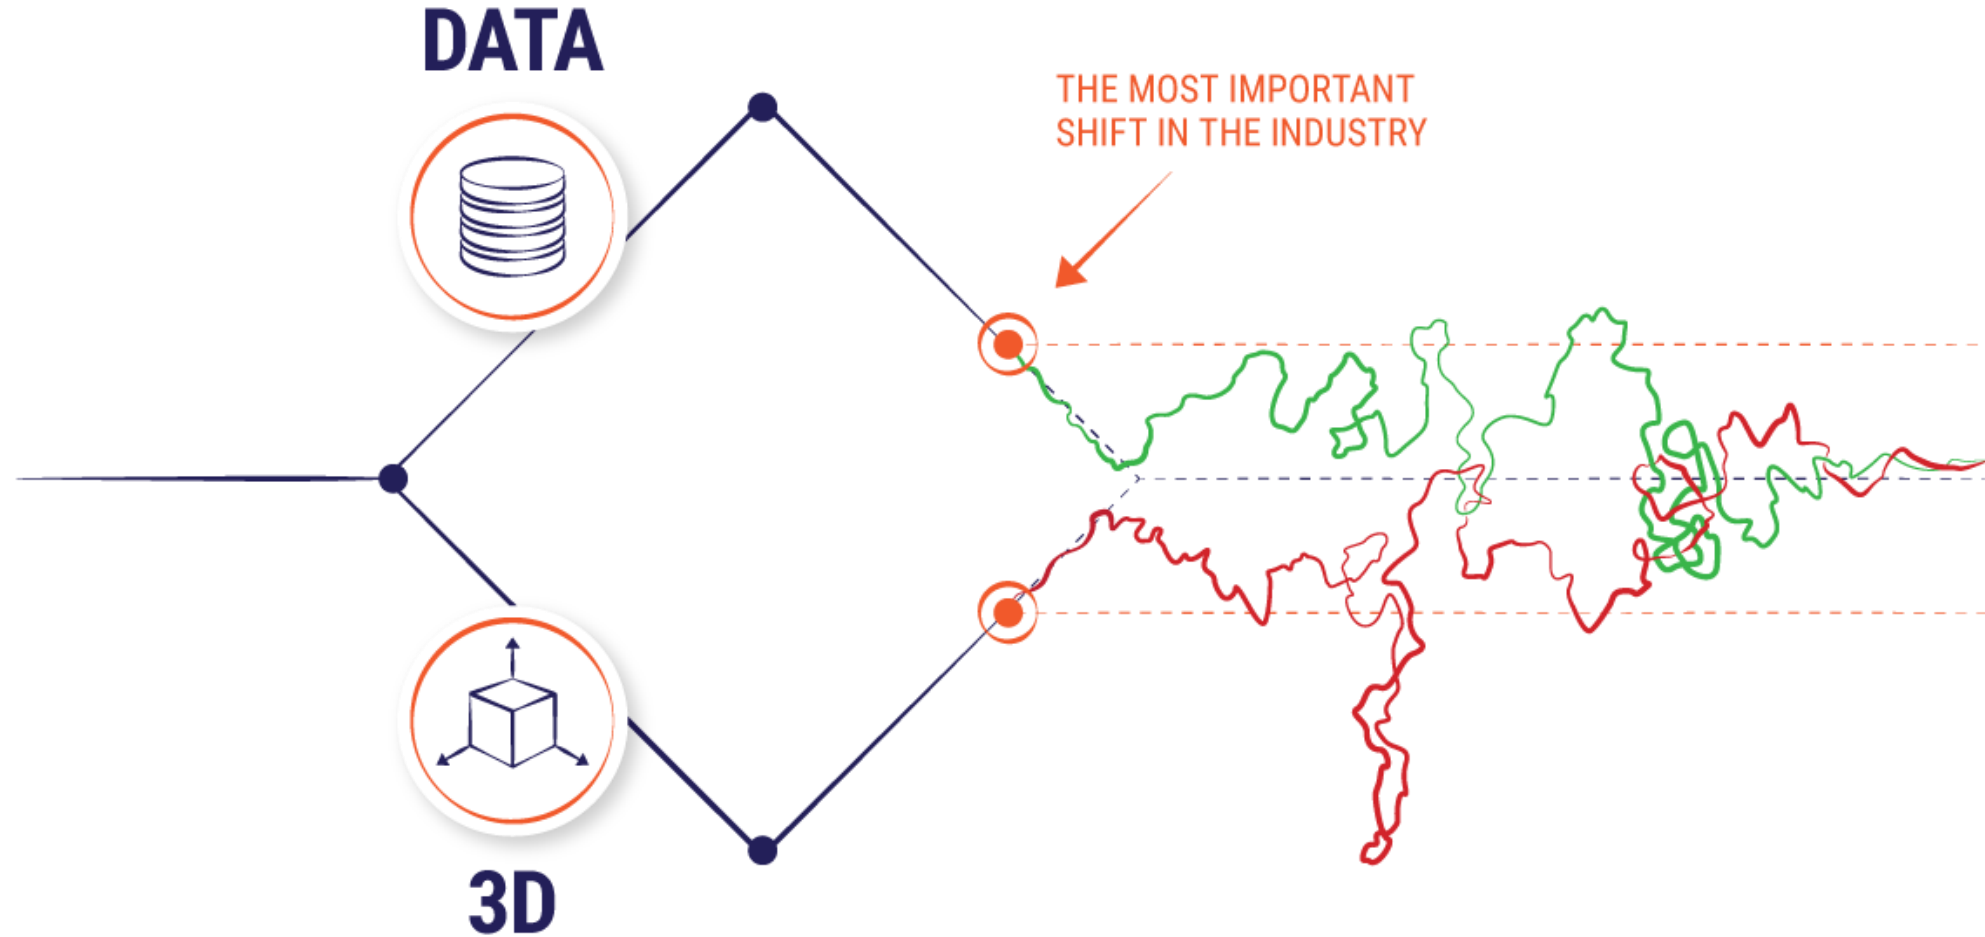 DATA
THE MOST IMPORTANT
SHIFT IN THE INDUSTRY
3D